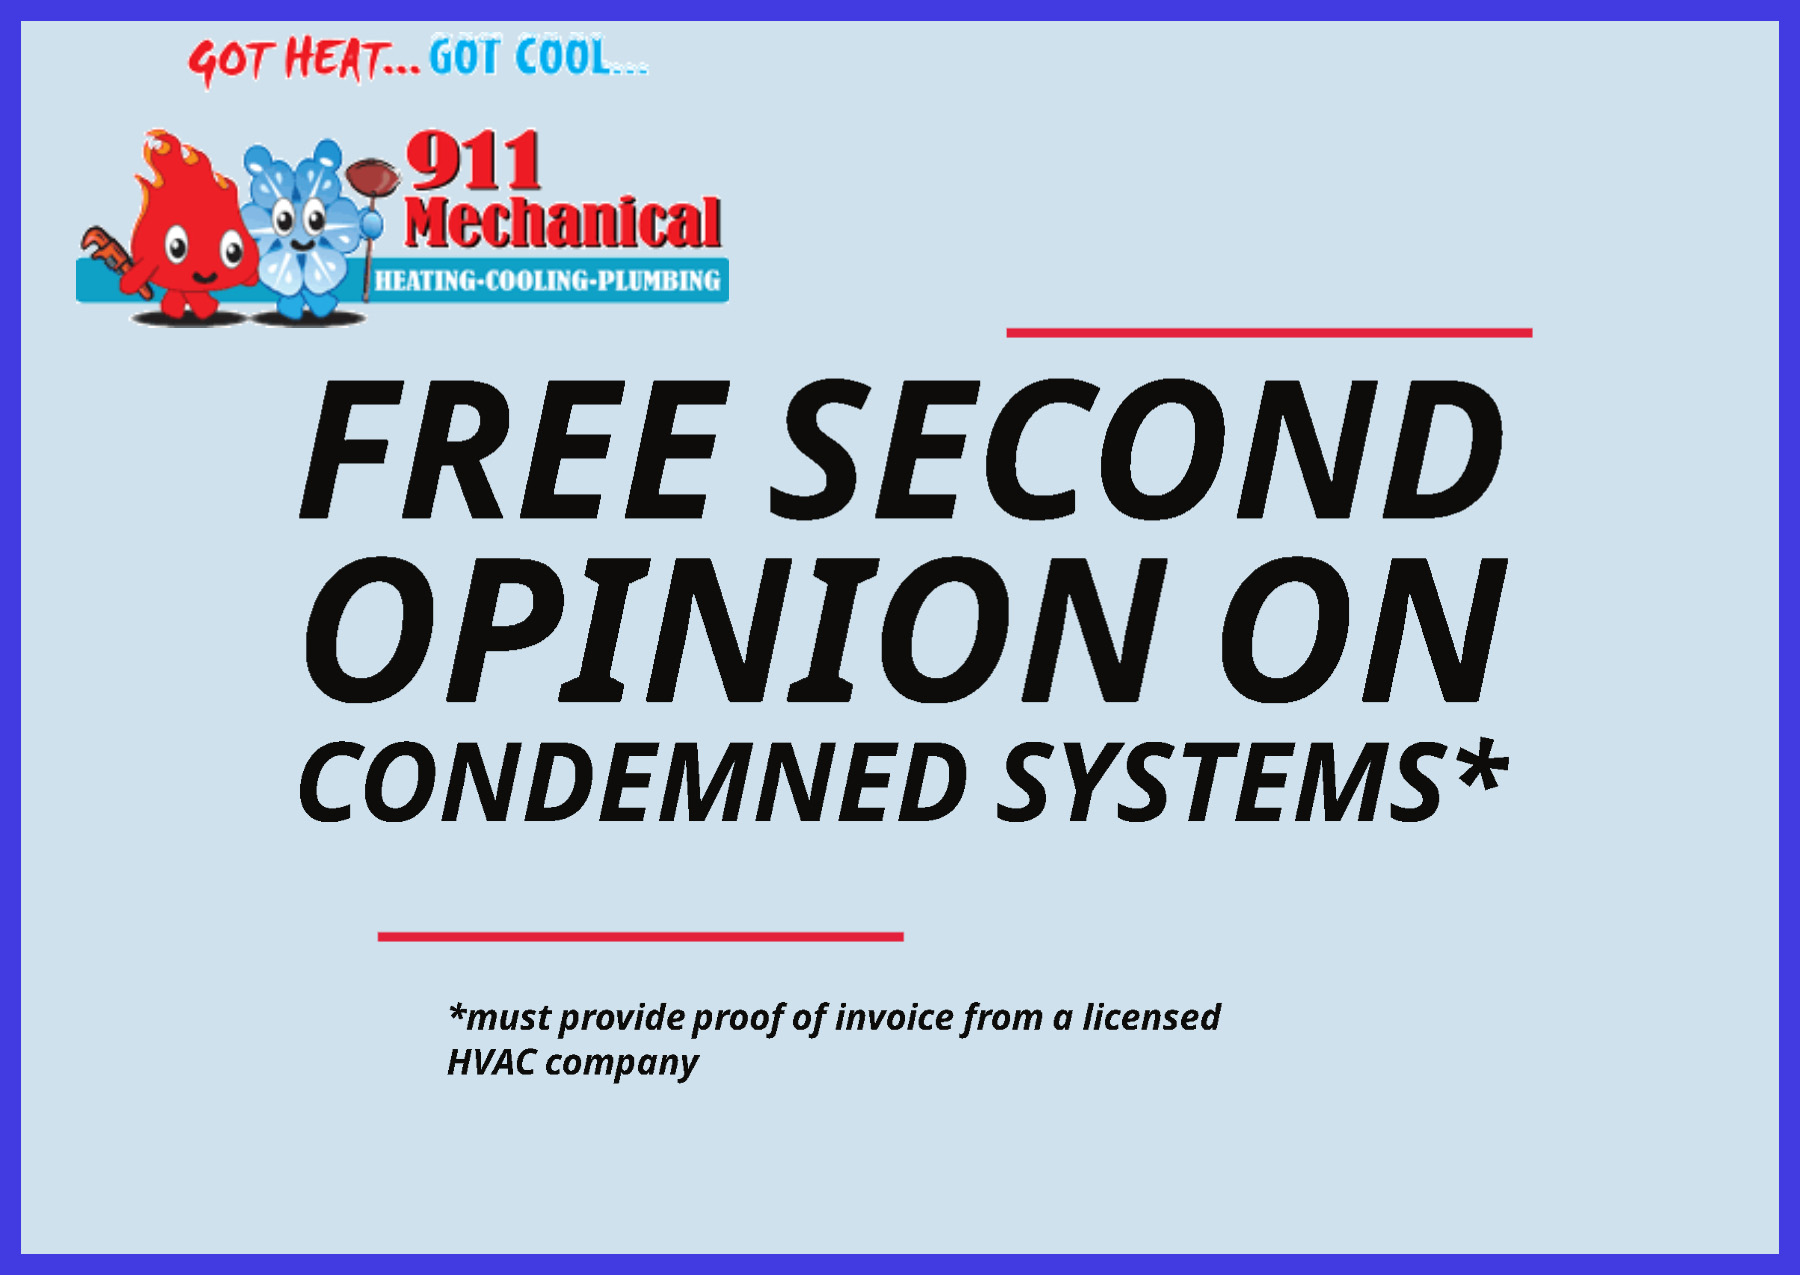 GOT HEAT... GOT COOL...
911
Mechanical
HEATING-COOLING-PLUMBING
FREE SECOND
OPINION ON
CONDEMNED SYSTEMS*
*must provide proof of invoice from a licensed
HVAC company